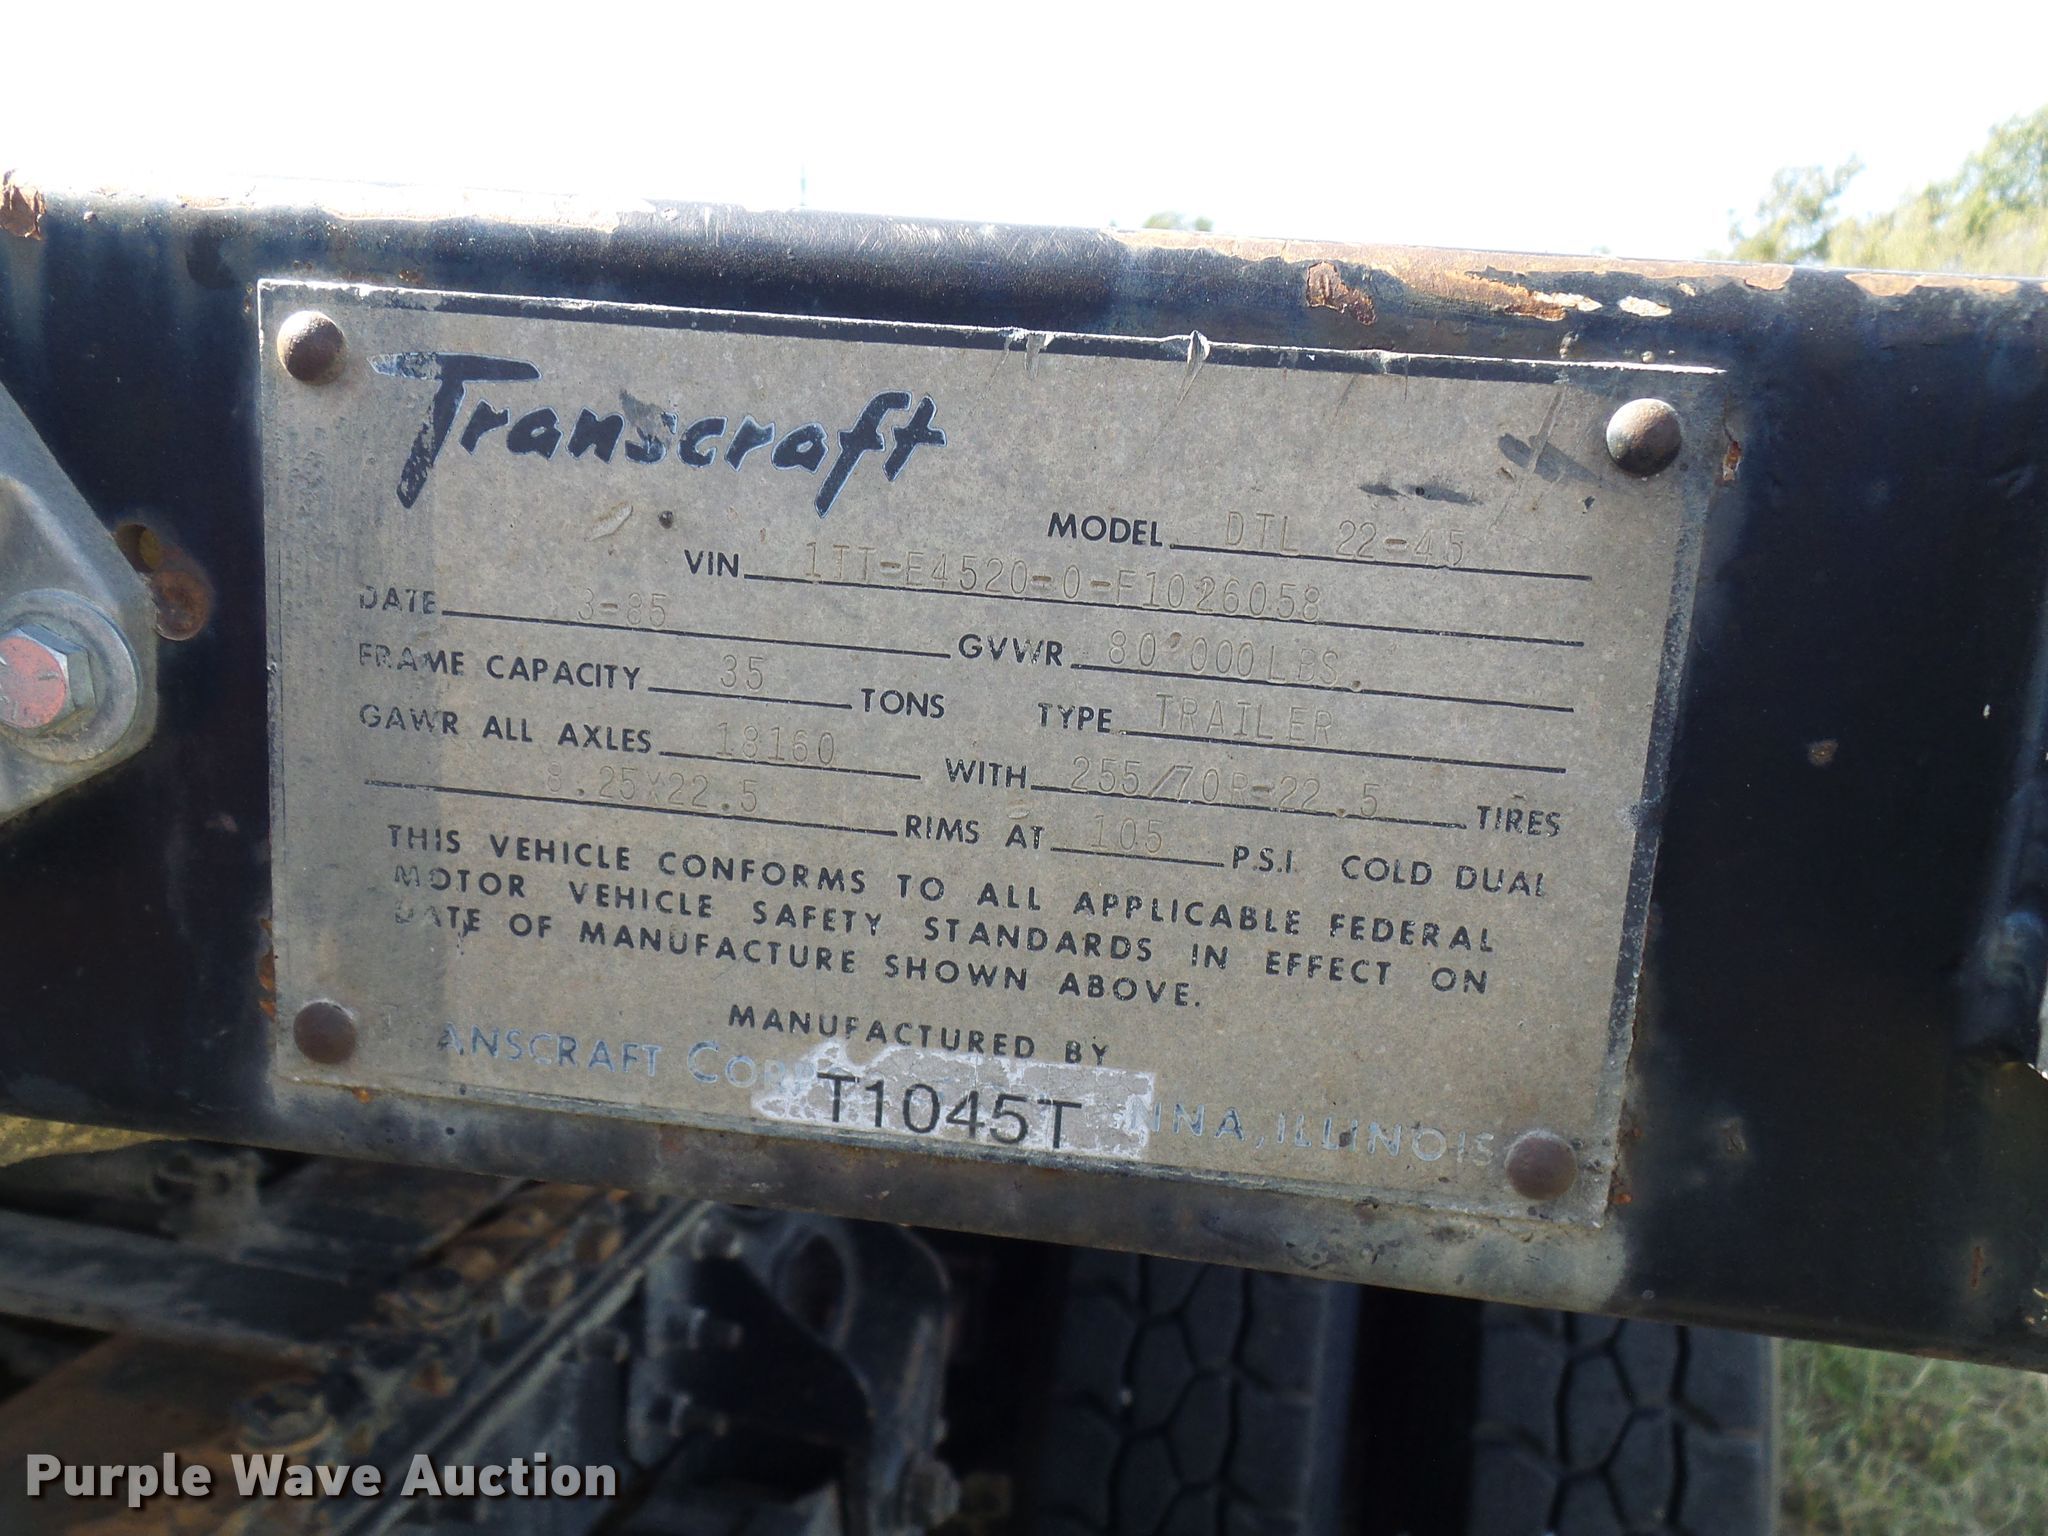 Transcraft
MODEL DTL 22-45
VIN 1TT-E4520-0-F1026058
DATE 3-85 GVWR 80'000 LBS.
FRAME CAPACITY 35 TONS TYPE TRAILER
GAWR ALL AXLES 18160 WITH 255/70R-22.5 TIRES
8.25X22.5 RIMS AT 105 P.S.I. COLD DUAL
THIS VEHICLE CONFORMS TO ALL APPLICABLE FEDERAL
MOTOR VEHICLE SAFETY STANDARDS IN EFFECT ON
DATE OF MANUFACTURE SHOWN ABOVE.
MANUFACTURED BY
ANSCRAFT CORP NNA, ILLINOIS
T1045T
Purple Wave Auction